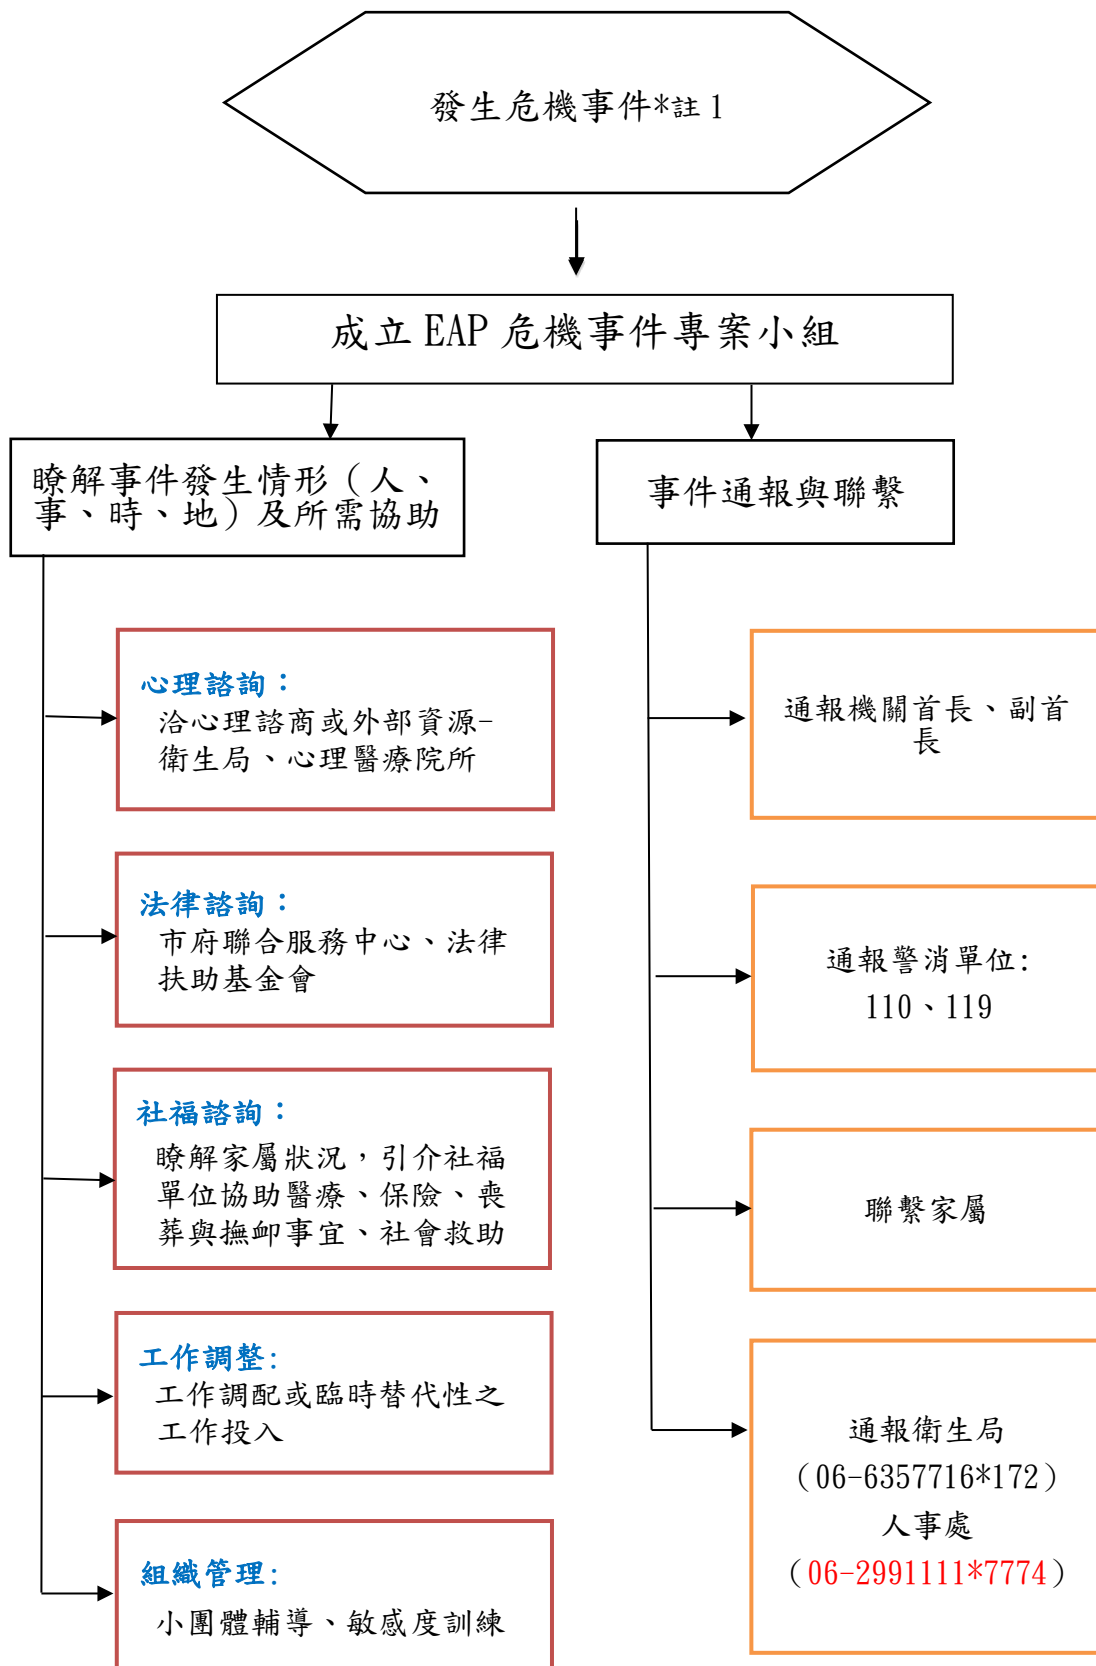 發生危機事件*註 1
成立 EAP 危機事件專案小組
瞭解事件發生情形（人、
事、時、地）及所需協助
心理諮詢：
洽心理諮商或外部資源-
衛生局、心理醫療院所
法律諮詢：
市府聯合服務中心、法律
扶助基金會
社福諮詢：
瞭解家屬狀況，引介社福
單位協助醫療、保險、喪
葬與撫卹事宜、社會救助
工作調整:
工作調配或臨時替代性之
工作投入
組織管理:
小團體輔導、敏感度訓練
事件通報與聯繫
通報機關首長、副首
長
通報警消單位:
110、119
聯繫家屬
通報衛生局
（06-6357716*172）
人事處
（06-2991111*7774）